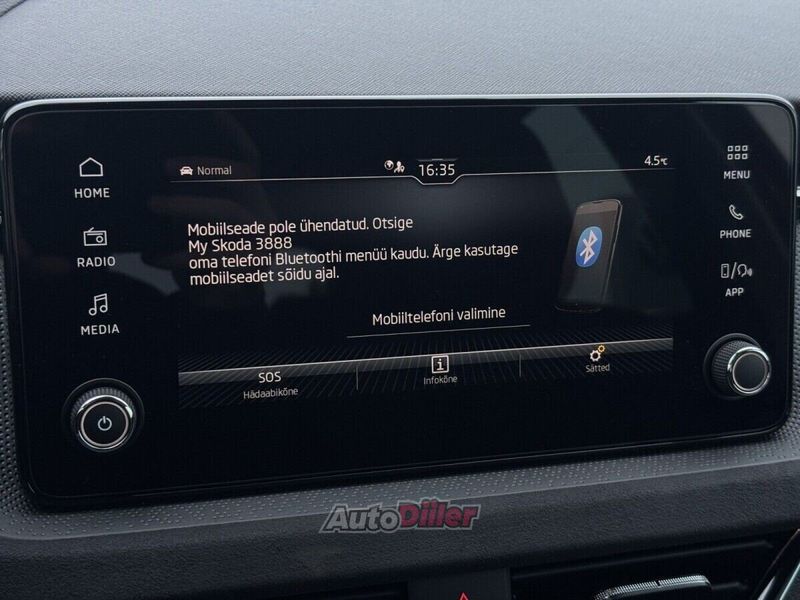 HOME
RADIO
MEDIA
Normal
16:35
4.5°C
Mobiilseade pole ühendatud. Otsige
My Skoda 3888
oma telefoni Bluetoothi menüü kaudu. Ärge kasutage
mobiilseadet sõidu ajal.
Mobiiltelefoni valimine
SOS
Hädaabikõne
Infokõne
Sätted
MENU
PHONE
APP
AutoDiller